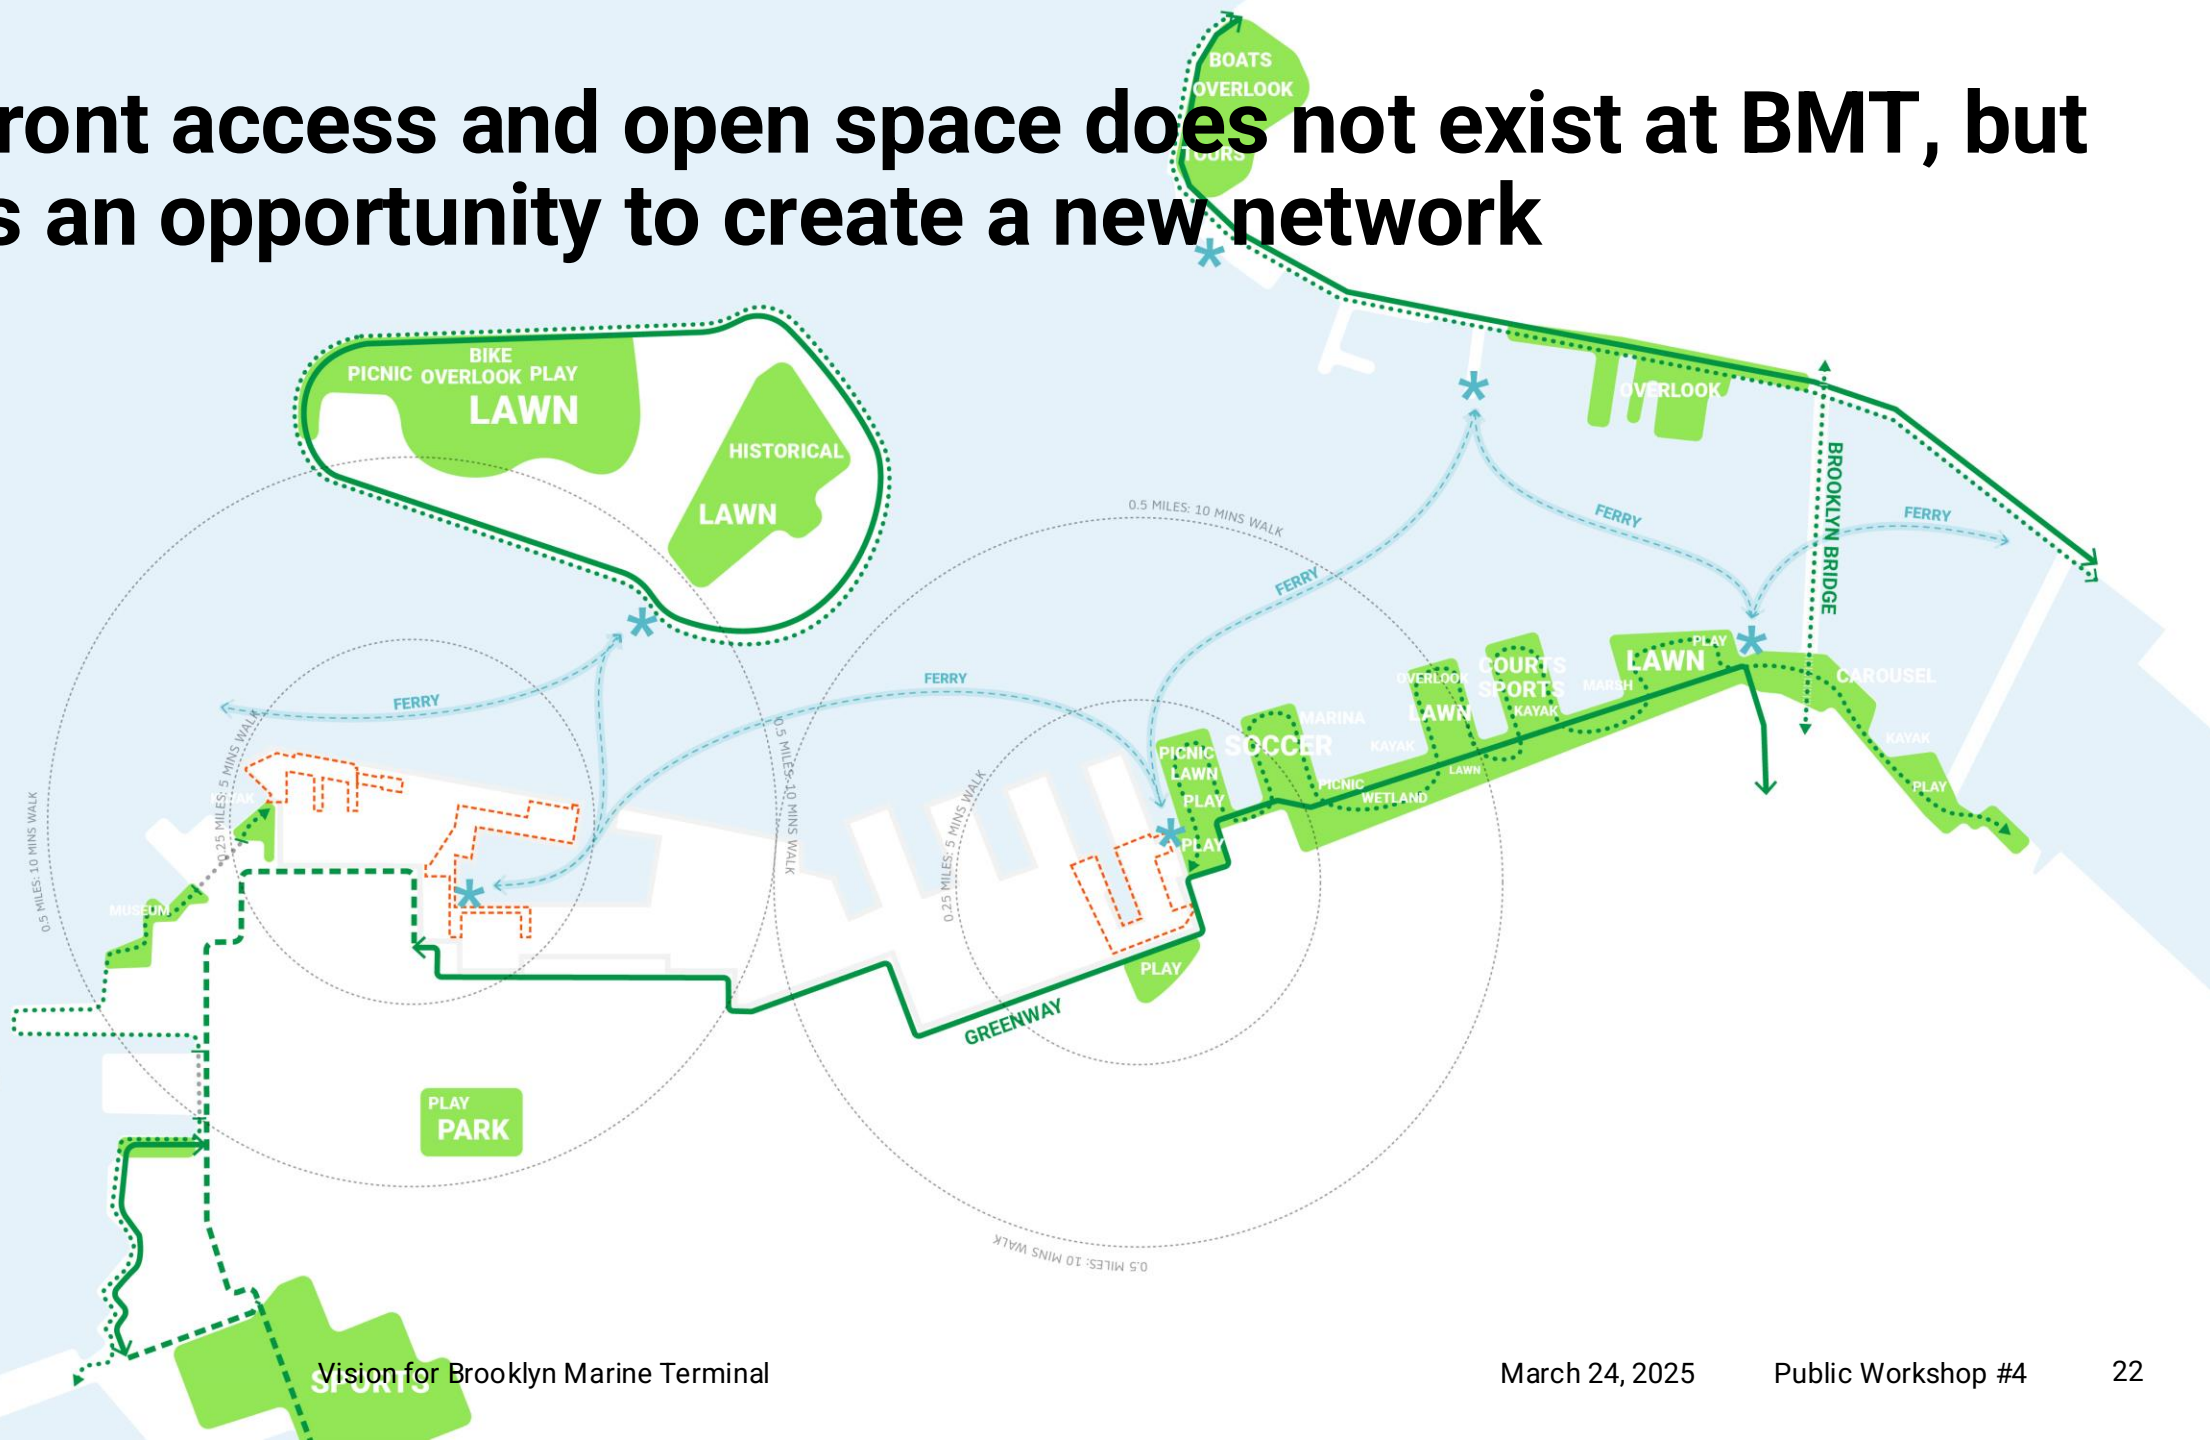 ront access and open space does not exist at BMT, but
s an opportunity to create a new network
BOATS
OVERLOOK
TOURS
BIKE
PICNIC OVERLOOK PLAY
LAWN
HISTORICAL
LAWN
OVERLOOK
BROOKLYN BRIDGE
0.5 MILES: 10 MINS WALK
FERRY
FERRY
FERRY
FERRY
FERRY
PLAY
LAWN
MARSH
COURTS
SPORTS
KAYAK
OVERLOOK
LAWN
CAROUSEL
KAYAK
PLAY
MARINA
SOCCER
KAYAK
LAWN
PICNIC
WETLAND
PICNIC
LAWN
PLAY
PLAY
0.25 MILES: 5 MINS WALK
0.5 MILES: 10 MINS WALK
0.5 MILES: 10 MINS WALK
0.25 MILES: 5 MINS WALK
MUSEUM
PLAY
GREENWAY
PLAY
PARK
0.5 MILES: 10 MINS WALK
SPORTS
Vision for Brooklyn Marine Terminal
March 24, 2025
Public Workshop #4
22